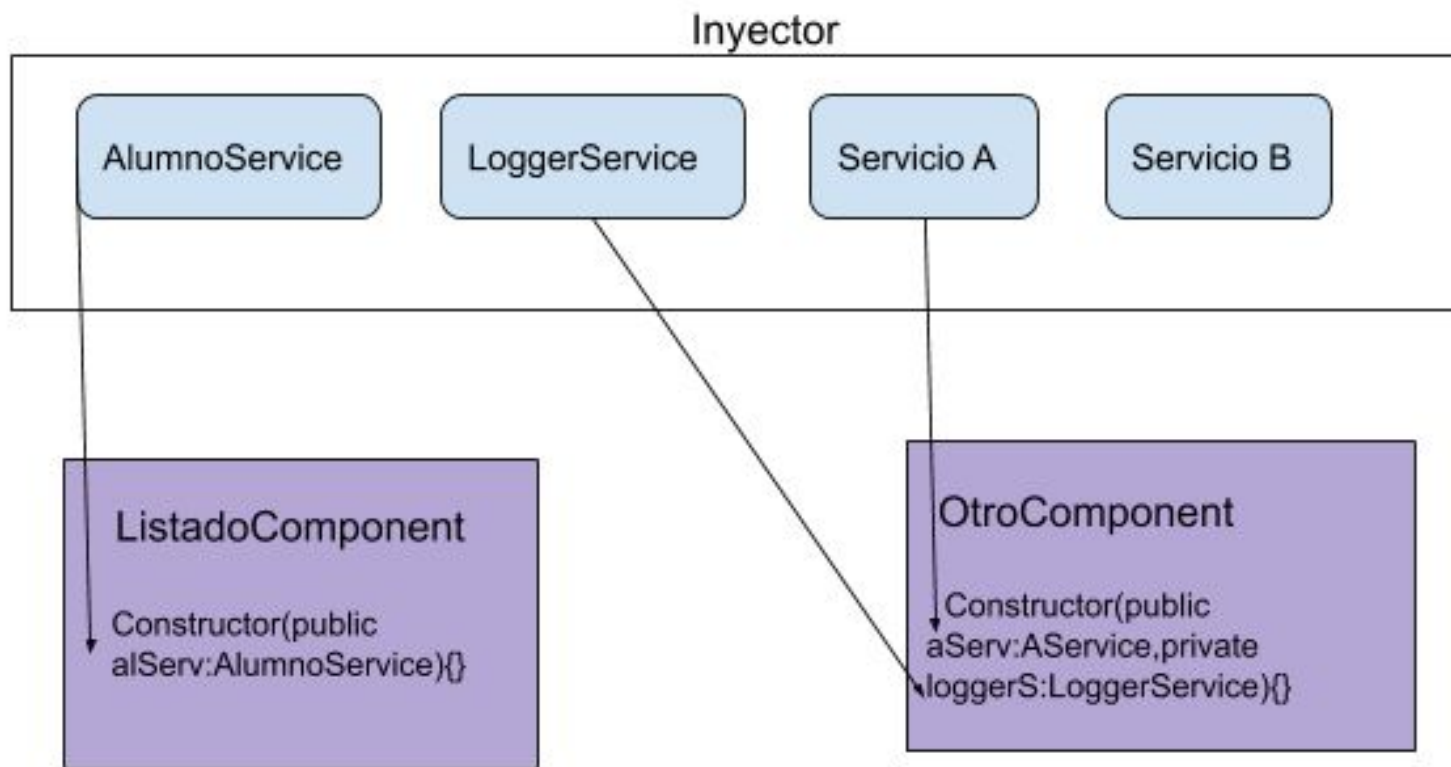 Inyector
AlumnoService
LoggerService
Servicio A
Servicio B
ListadoComponent
Constructor(public
alServ:AlumnoService){}
OtroComponent
Constructor(public
aServ:AService,private
loggerS:LoggerService){}